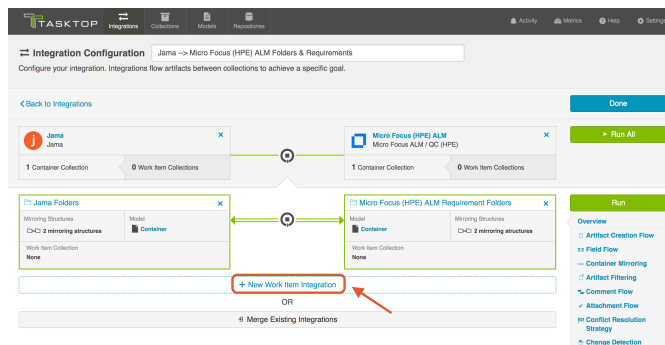 TASKTOP
Integrations
Collections
Models
Repositories
Activity
Metrics
Help
Settings
Integration Configuration
Jama --> Micro Focus (HPE) ALM Folders & Requirements
Configure your integration. Integrations flow artifacts between collections to achieve a specific goal.
Back to Integrations
Done
Jama
Jama
1 Container Collection
0 Work Item Collections
Micro Focus (HPE) ALM
Micro Focus ALM / QC (HPE)
1 Container Collection
0 Work Item Collections
Run All
Jama Folders
Mirroring Structures
2 mirroring structures
Model
Container
Work Item Collection
None
Micro Focus (HPE) ALM Requirement Folders
Model
Container
Mirroring Structures
2 mirroring structures
Work Item Collection
None
Run
Overview
Artifact Creation Flow
Field Flow
Container Mirroring
Artifact Filtering
Comment Flow
Attachment Flow
Conflict Resolution
Strategy
Change Detection
+ New Work Item Integration
OR
Merge Existing Integrations